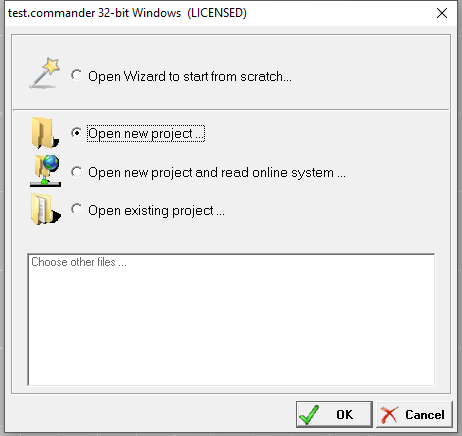 test.commander 32-bit Windows  (LICENSED)
Open Wizard to start from scratch...
Open new project ...
Open new project and read online system ...
Open existing project ...
Choose other files ...
OK
Cancel